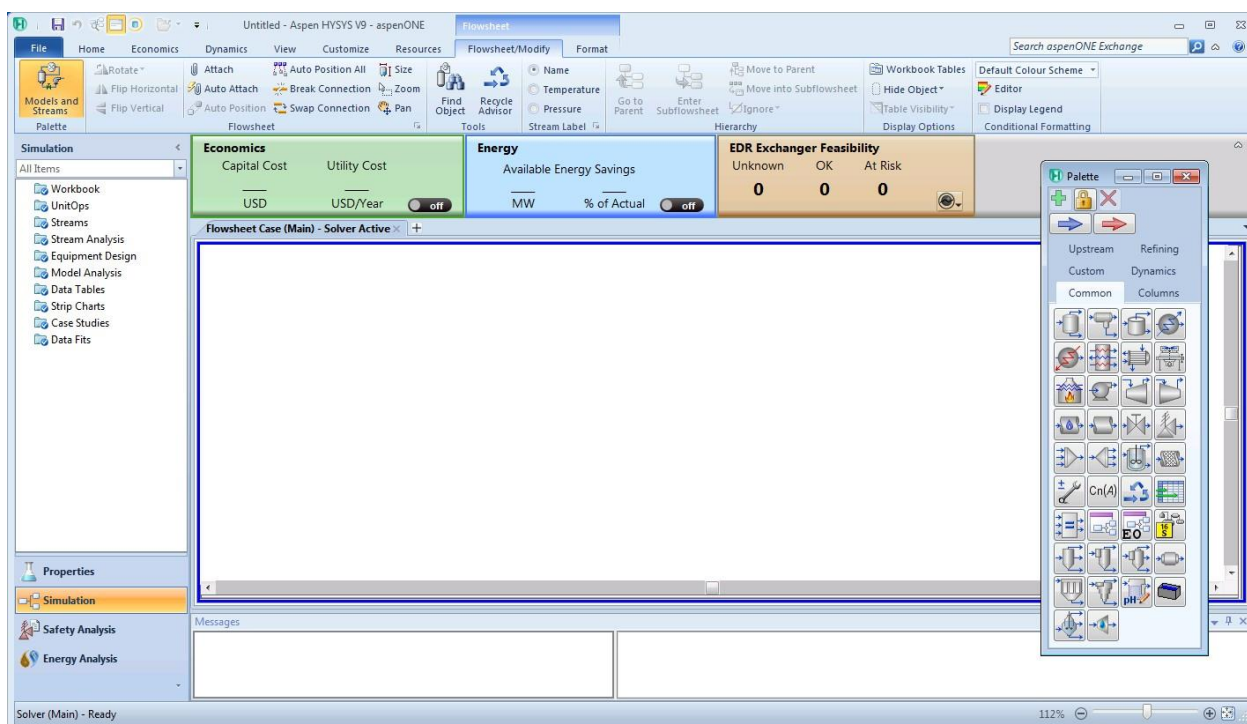 Untitled - Aspen HYSYS V9 - aspenONE
Flowsheet
File Home Economics Dynamics View Customize Resources Flowsheet/Modify Format
Search aspenONE Exchange
Models and Streams
Palette
Rotate
Flip Horizontal
Flip Vertical
Attach
Auto Attach
Auto Position
Auto Position All
Break Connection
Swap Connection
Size
Zoom
Pan
Flowsheet
Find Object
Recycle Advisor
Tools
Name
Temperature
Pressure
Stream Label
Go to Parent
Enter Subflowsheet
Move to Parent
Move into Subflowsheet
Ignore
Hierarchy
Workbook Tables
Hide Object
Table Visibility
Display Options
Default Colour Scheme
Editor
Display Legend
Conditional Formatting
Simulation
All Items
Workbook
UnitOps
Streams
Stream Analysis
Equipment Design
Model Analysis
Data Tables
Strip Charts
Case Studies
Data Fits
Properties
Simulation
Safety Analysis
Energy Analysis
Economics
Capital Cost Utility Cost
USD USD/Year off
Energy
Available Energy Savings
MW % of Actual off
EDR Exchanger Feasibility
Unknown OK At Risk
0 0 0
Flowsheet Case (Main) - Solver Active
Palette
Upstream Refining
Custom Dynamics
Common Columns
Cn(A)
EO
16 S
pH
Messages
Solver (Main) - Ready
112%